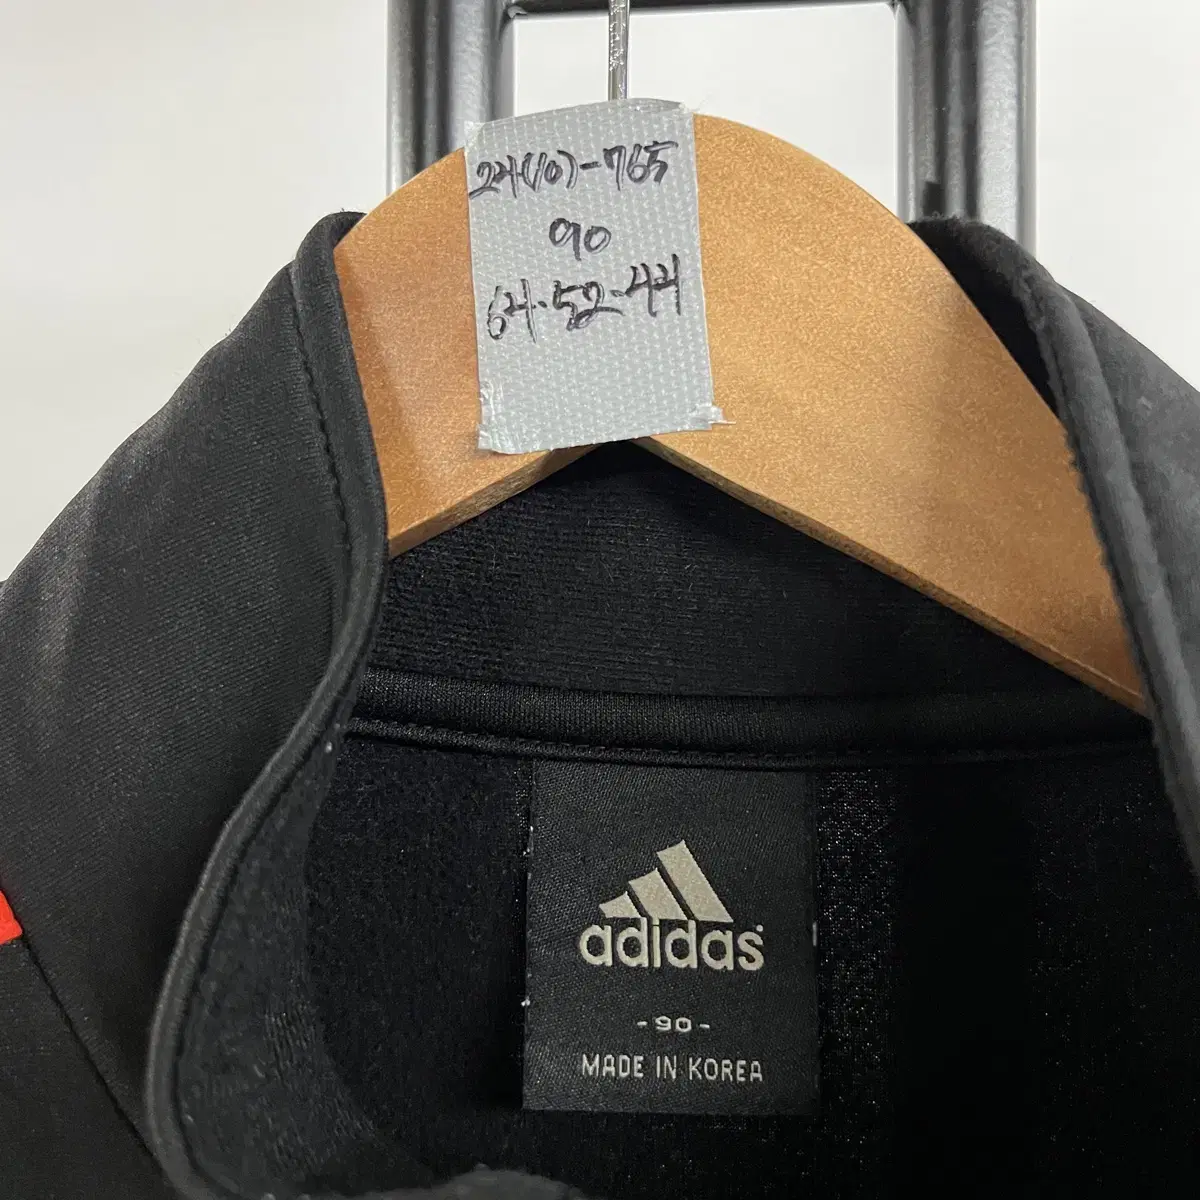 24(10)-765
90
64.52-44
adidas
-90-
MADE IN KOREA